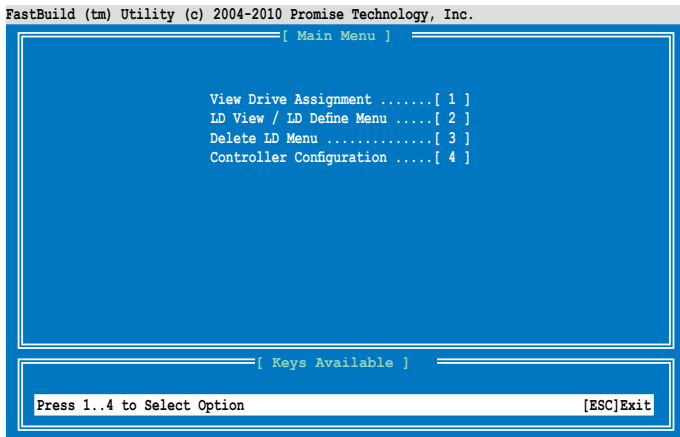 FastBuild (tm) Utility (c) 2004-2010 Promise Technology, Inc.
[ Main Menu ]
View Drive Assignment .......[ 1 ]
LD View / LD Define Menu .....[ 2 ]
Delete LD Menu ..............[ 3 ]
Controller Configuration .....[ 4 ]
[ Keys Available ]
Press 1..4 to Select Option [ESC]Exit